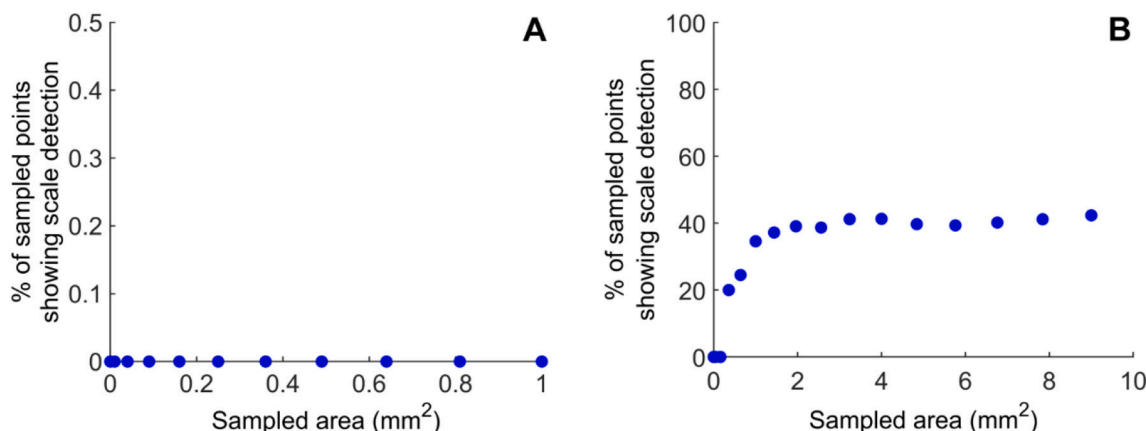 A
0.5
0.4
0.3
0.2
0.1
0
% of sampled points
showing scale detection
0 0.2 0.4 0.6 0.8 1
Sampled area (mm²)
B
100
80
60
40
20
0
% of sampled points
showing scale detection
0 2 4 6 8 10
Sampled area (mm²)